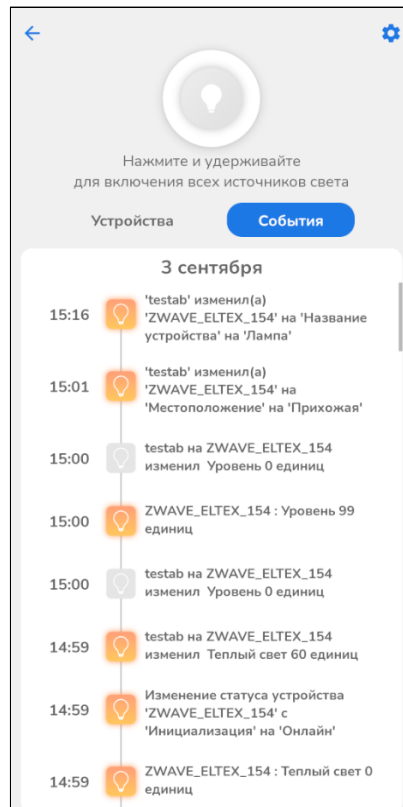 Нажмите и удерживайте
для включения всех источников света
Устройства
События
3 сентября
15:16
'testab' изменил(а)
'ZWAVE_ELTEX_154' на 'Название
устройства' на 'Лампа'
15:01
'testab' изменил(а)
'ZWAVE_ELTEX_154' на
'Местоположение' на 'Прихожая'
15:00
testab на ZWAVE_ELTEX_154
изменил Уровень 0 единиц
15:00
ZWAVE_ELTEX_154 : Уровень 99
единиц
15:00
testab на ZWAVE_ELTEX_154
изменил Уровень 0 единиц
14:59
testab на ZWAVE_ELTEX_154
изменил Теплый свет 60 единиц
14:59
Изменение статуса устройства
'ZWAVE_ELTEX_154' с
'Инициализация' на 'Онлайн'
14:59
ZWAVE_ELTEX_154 : Теплый свет 0
единиц